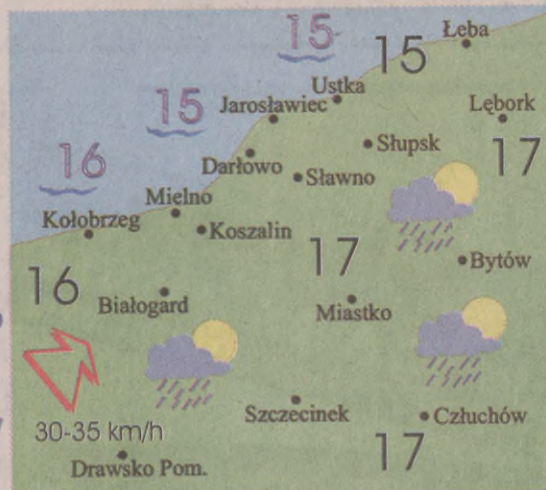 15
15
Łeba
Ustka
15
Jarosławiec
Lębork
16
Darłowo
Słupsk
17
Sławno
Mielno
Kołobrzeg
Koszalin
17
Bytów
16
Białogard
Miastko
30-35 km/h
Szczecinek
Człuchów
17
Drawsko Pom.